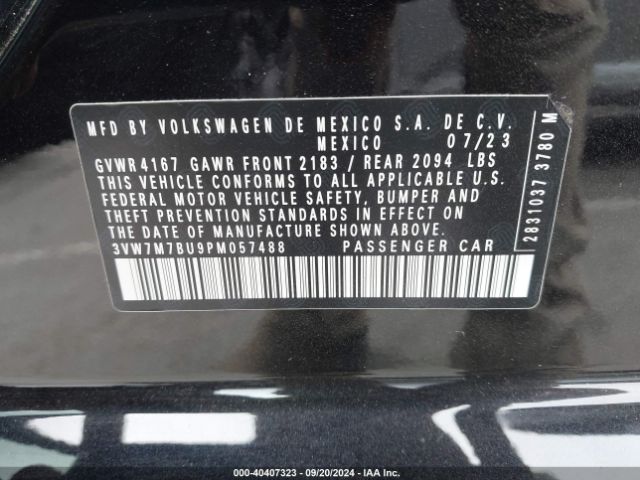 MFD BY VOLKSWAGEN DE MEXICO S.A. DE C.V.
MEXICO 07/23
GVWR 4167 GAWR FRONT 2183 / REAR 2094 LBS
THIS VEHICLE CONFORMS TO ALL APPLICABLE U.S.
FEDERAL MOTOR VEHICLE SAFETY, BUMPER AND
THEFT PREVENTION STANDARDS IN EFFECT ON
THE DATE OF MANUFACTURE SHOWN ABOVE.
3VW7M7BU9PM057488 PASSENGER CAR
2831037 3780 M
000-40407323 - 09/20/2024 - IAA Inc.